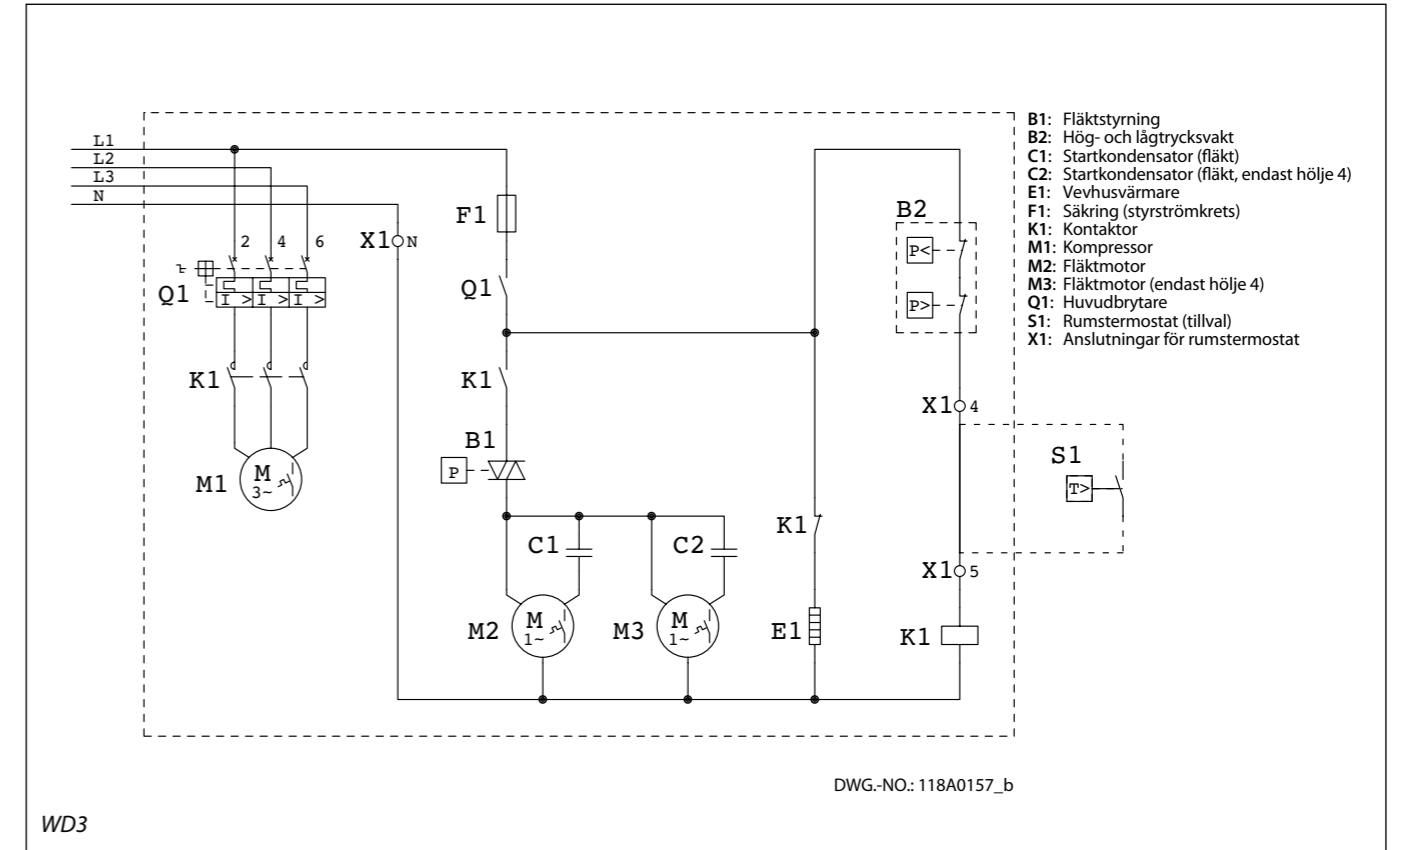 L1
L2
L3
N
2 4 6
Q1
I > I > I >
K1
M1
M
3~
X1 N
F1
Q1
K1
B1
P
C1
C2
M2
M
1~
M3
M
1~
K1
E1
B2
P<
P>
X1 4
S1
T>
X1 5
K1
B1: Fläktstyrning
B2: Hög- och lågtrycksvakt
C1: Startkondensator (fläkt)
C2: Startkondensator (fläkt, endast hölje 4)
E1: Vevhusvärmare
F1: Säkring (styrströmkrets)
K1: Kontaktor
M1: Kompressor
M2: Fläktmotor
M3: Fläktmotor (endast hölje 4)
Q1: Huvudbrytare
S1: Rumstermostat (tillval)
X1: Anslutningar för rumstermostat
DWG.-NO.: 118A0157_b
WD3